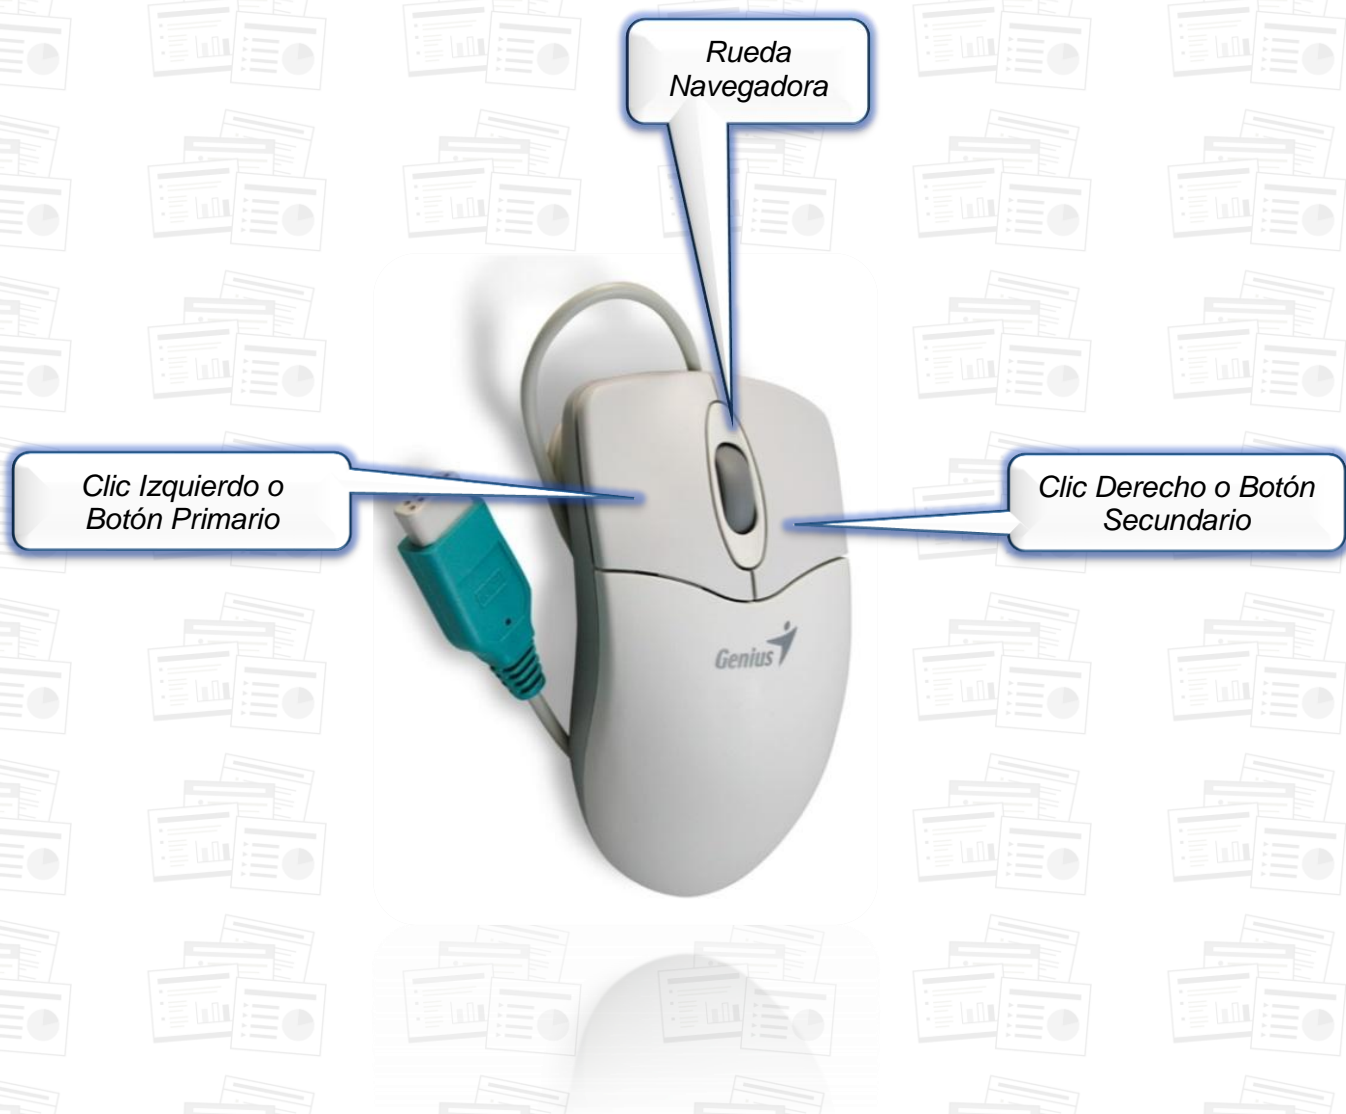 Rueda
Navegadora
Clic Izquierdo o
Botón Primario
Clic Derecho o Botón
Secundario
Genius